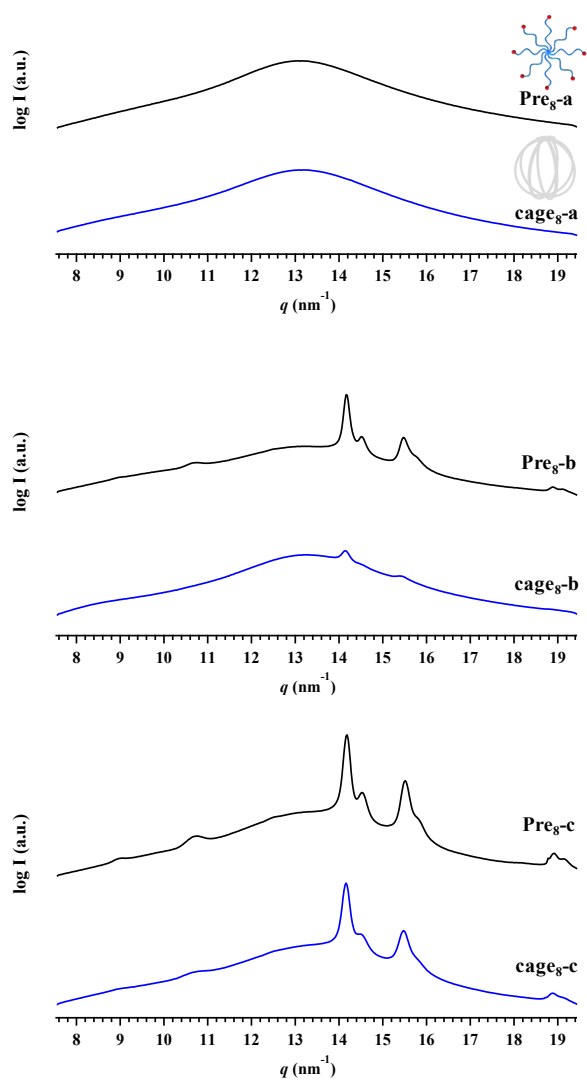 log I (a.u.)
Pre₈-a
cage₈-a
8 9 10 11 12 13 14 15 16 17 18 19
q (nm⁻¹)
log I (a.u.)
Pre₈-b
cage₈-b
8 9 10 11 12 13 14 15 16 17 18 19
q (nm⁻¹)
log I (a.u.)
Pre₈-c
cage₈-c
8 9 10 11 12 13 14 15 16 17 18 19
q (nm⁻¹)